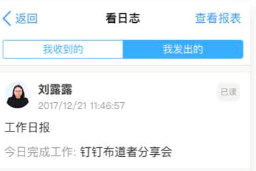 返回 看日志 查看报表
我收到的 我发出的
刘露露 已读
2017/12/21 11:46:57
工作日报
今日完成工作: 钉钉布道者分享会